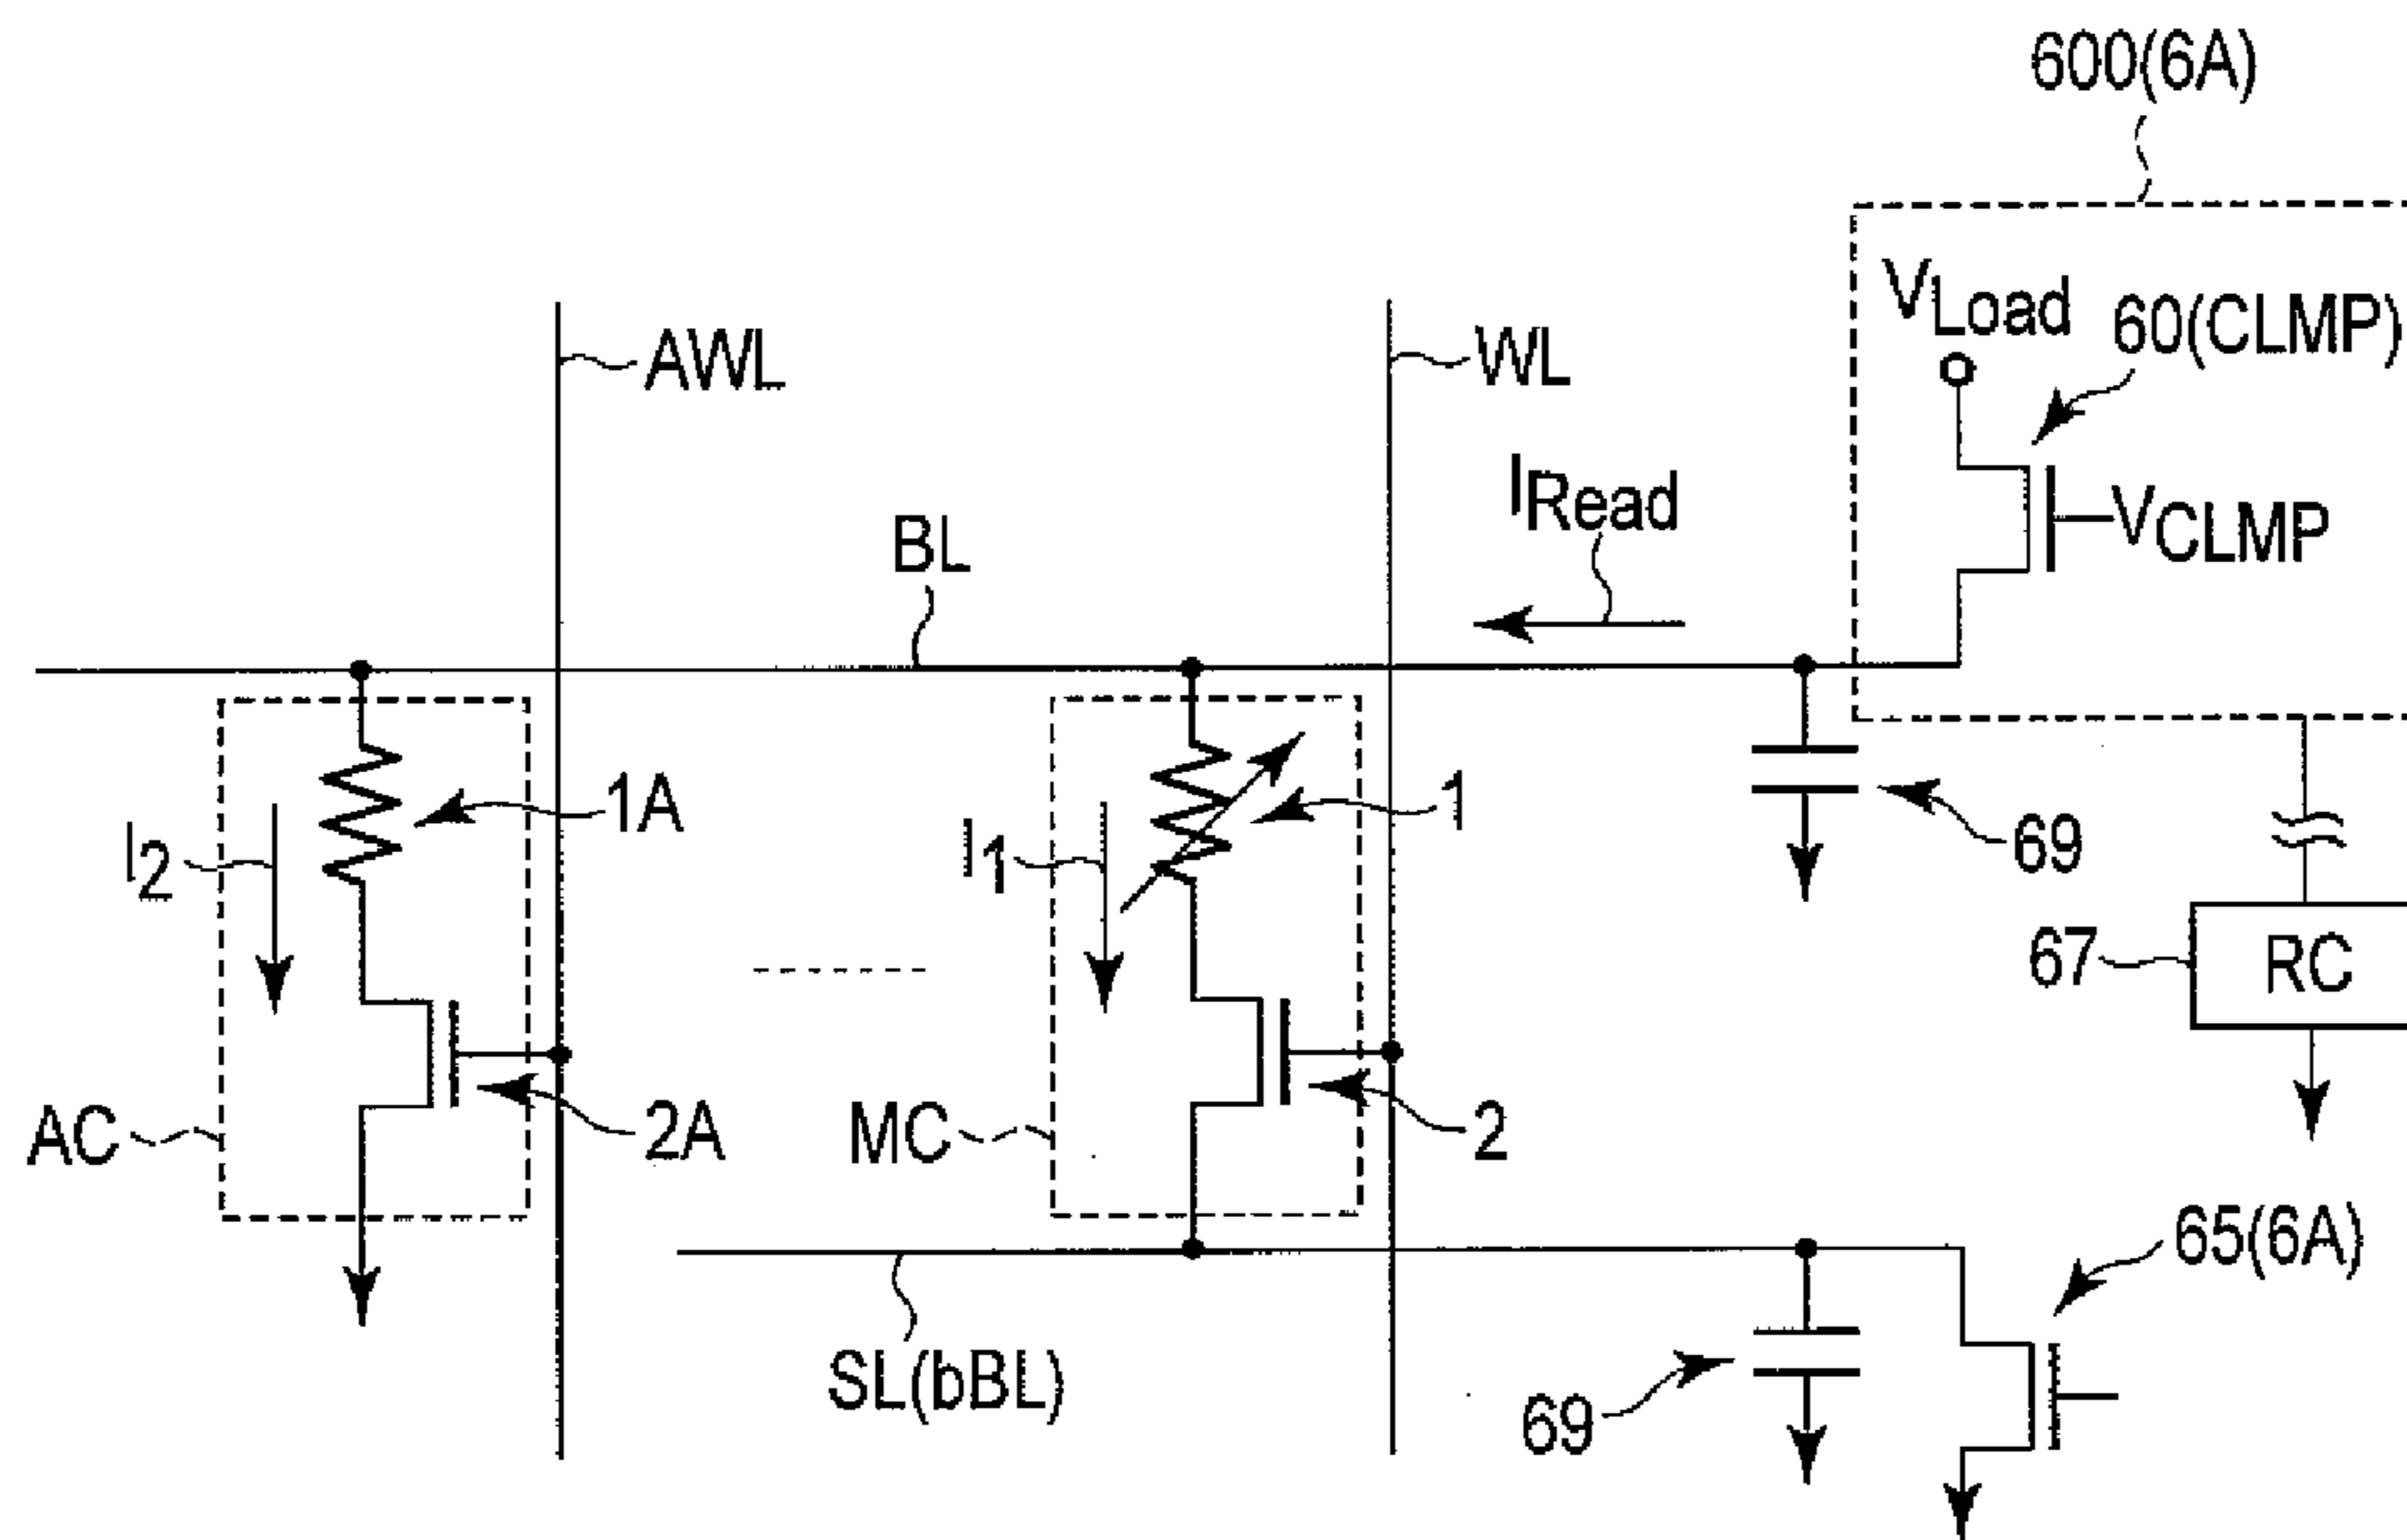 600(6A)
VLoad
60(CLMP)
AWL
WL
IRead
VCLMP
BL
1A
1
I2
I1
69
67
RC
AC
2A
MC
2
65(6A)
SL(bBL)
69